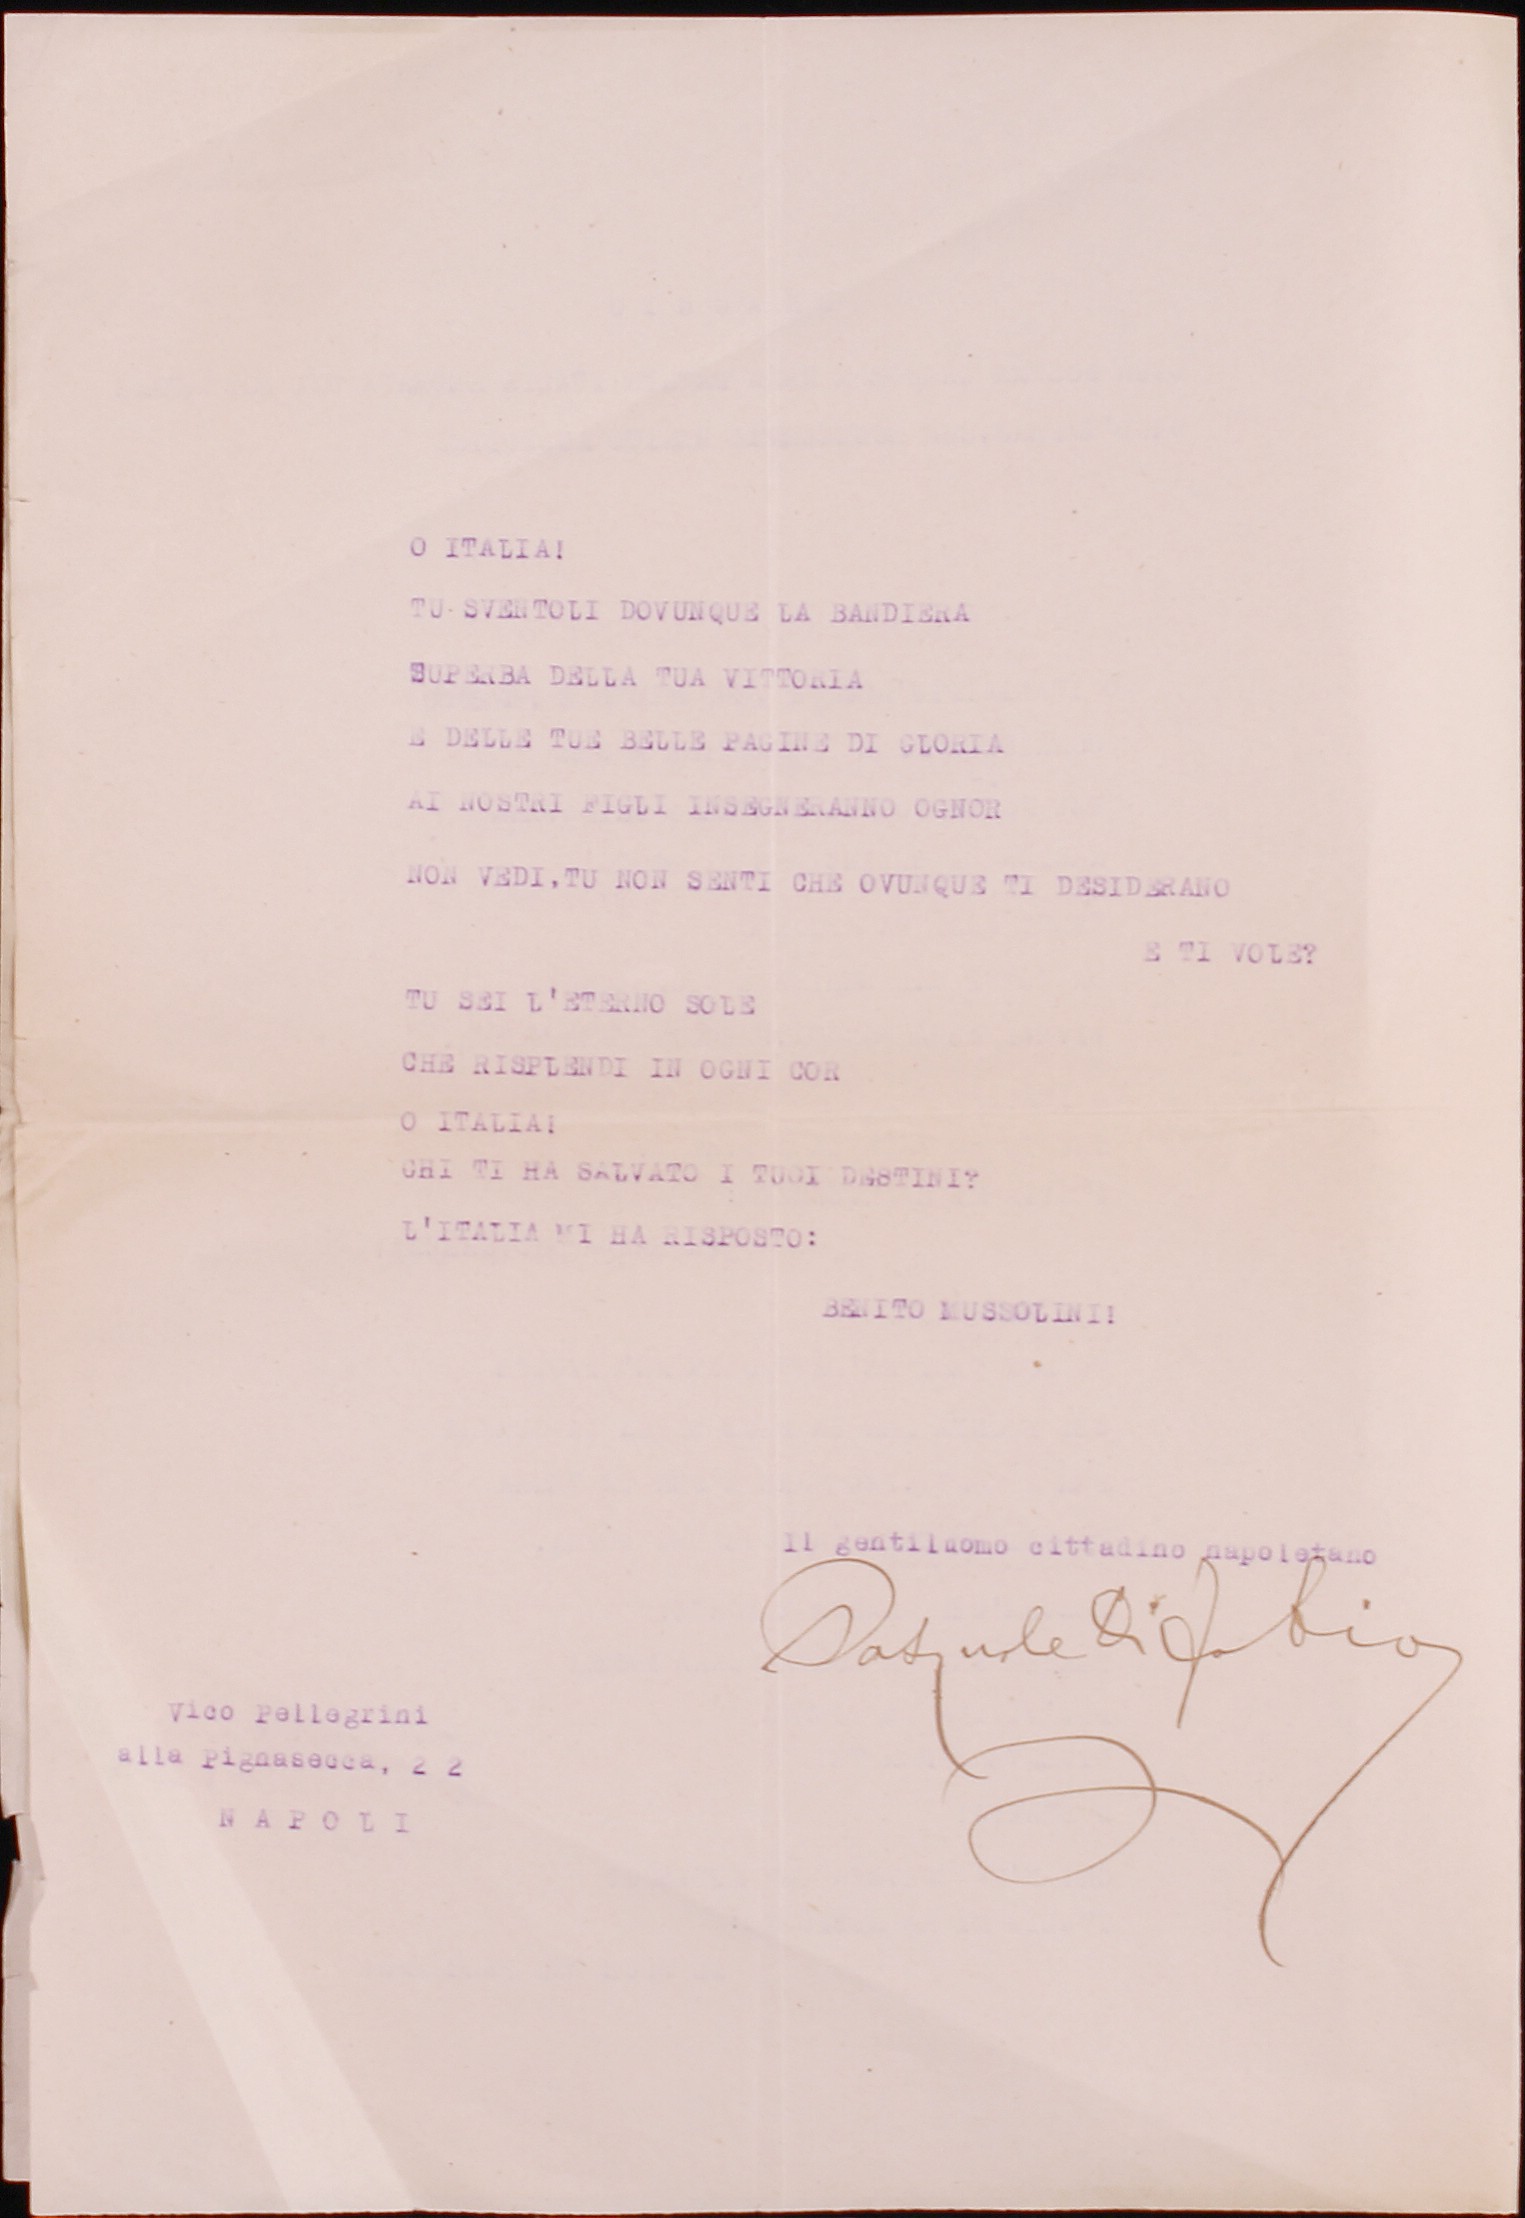 O ITALIA!
TU SVENTOLI DOVUNQUE LA BANDIERA
SUPERBA DELLA TUA VITTORIA
E DELLE TUE BELLE PAGINE DI GLORIA
AI NOSTRI FIGLI INSEGNERANNO OGNOR
NON VEDI,TU NON SENTI CHE OVUNQUE TI DESIDERANO
E TI VOLE?
TU SEI L'ETERNO SOLE
CHE RISPLENDI IN OGNI COR
O ITALIA!
CHI TI HA SALVATO I TUOI DESTINI?
L'ITALIA MI HA RISPOSTO:
BENITO MUSSOLINI!
Il gentiluomo cittadino napoletano
Pasquale Di Fabio
Vico Pellegrini
alla Pignasecca, 2 2
N A P O L I